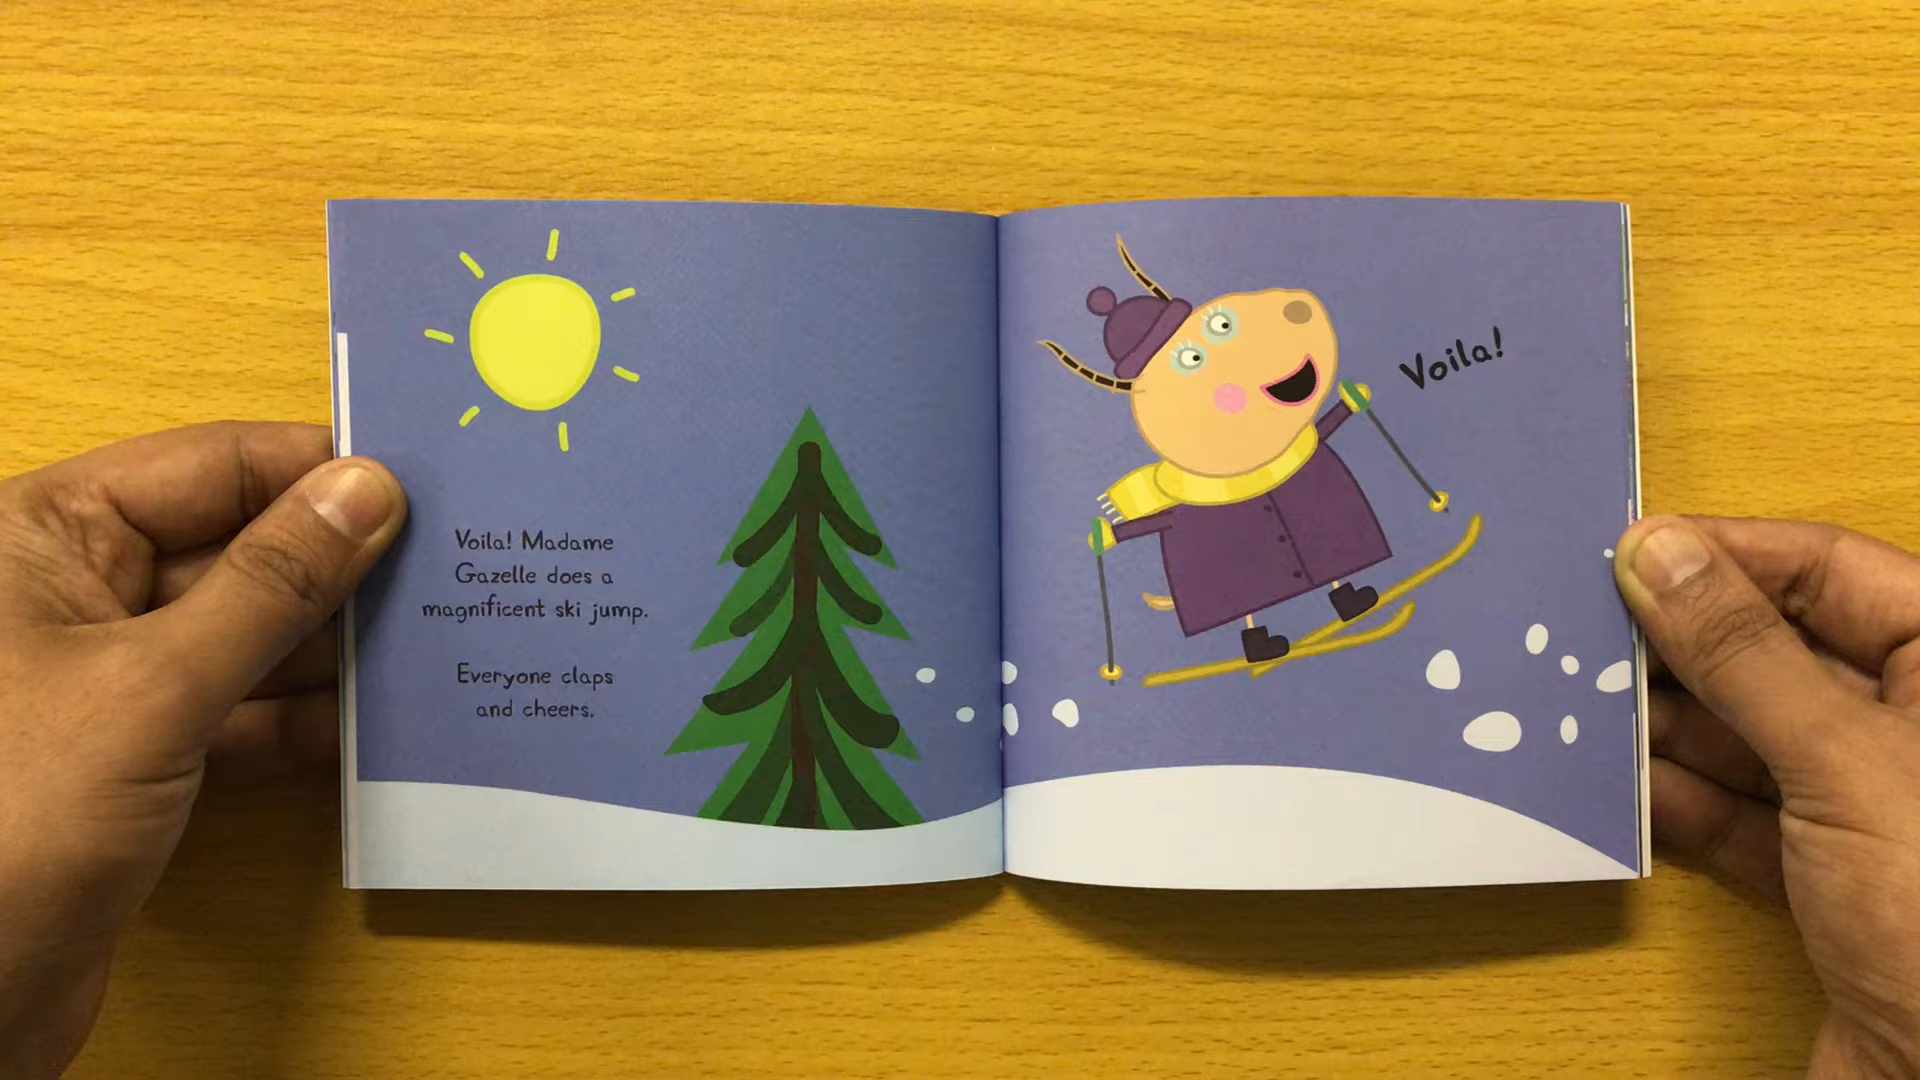 Voila! Madame
Gazelle does a
magnificent ski jump.
Everyone claps
and cheers.
Voila!